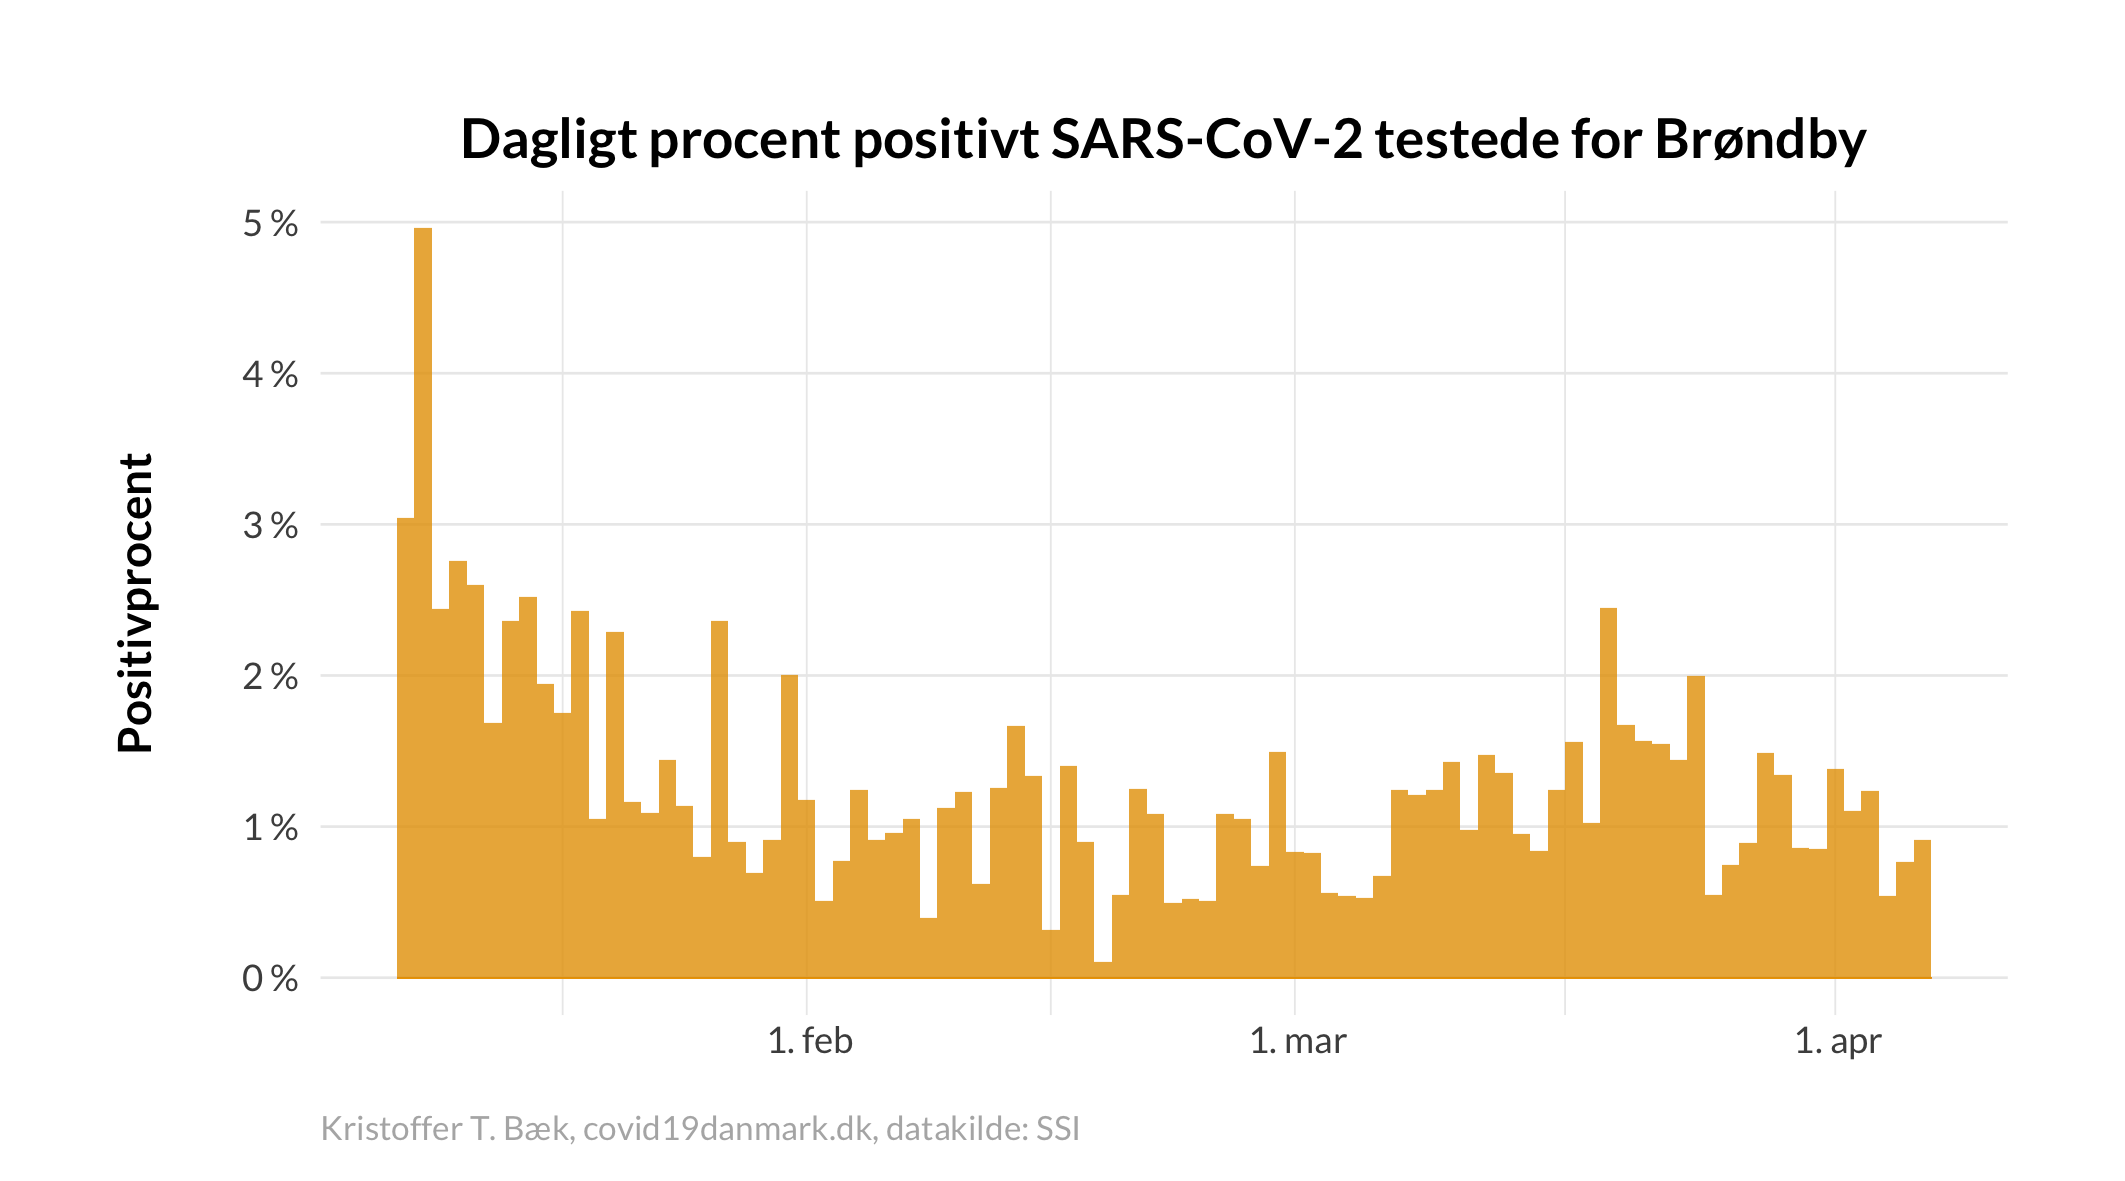 Dagligt procent positivt SARS-CoV-2 testede for Brøndby
Positivprocent
5 %
4 %
3 %
2 %
1 %
0 %
1. feb
1. mar
1. apr
Kristoffer T. Bæk, covid19danmark.dk, datakilde: SSI